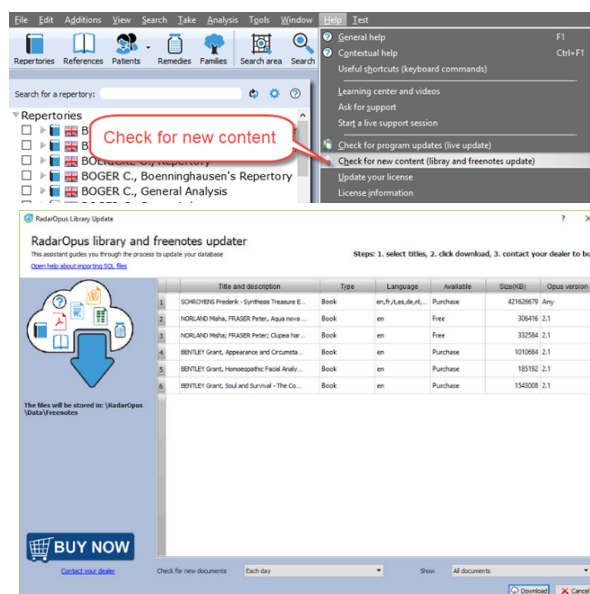 File Edit Additions View Search Take Analysis Tools Window Help Test
Repertories References Patients Remedies Families Search area Search
Search for a repertory:
Repertories
BOERICKE O., Repertory
BOGER C., Boenninghausen's Repertory
BOGER C., General Analysis
Check for new content
General help F1
Contextual help Ctrl+F1
Useful shortcuts (keyboard commands)
Learning center and videos
Ask for support
Start a live support session
Check for program updates (live update)
Check for new content (libray and freenotes update)
Update your license
License information
RadarOpus Library Update ? X
RadarOpus library and freenotes updater
This assistant guides you through the process to update your database
Steps: 1. select titles, 2. click download, 3. contact your dealer to bu
Open help about importing SOL files
Title and description Type Language Available Size(KB) Opus version
1 SCHROYENS Frederik - Synthesis Treasure E... Book en,fr,it,es,de,nl,... Purchase 421626679 Any
2 NORLAND Misha, FRASER Peter, Aqua nova ... Book en Free 306416 2.1
3 NORLAND Misha; FRASER Peter; Clupea har ... Book en Free 332584 2.1
4 BENTLEY Grant, Appearance and Circumsta... Book en Purchase 1010684 2.1
5 BENTLEY Grant, Homoeopathic Facial Analy... Book en Purchase 185192 2.1
6 BENTLEY Grant, Soul and Survival - The Co... Book en Purchase 1543008 2.1
The files will be stored in: \RadarOpus
\Data\Freenotes
BUY NOW
Contact your dealer
Check for new documents Each day Show All documents
Download Cancel